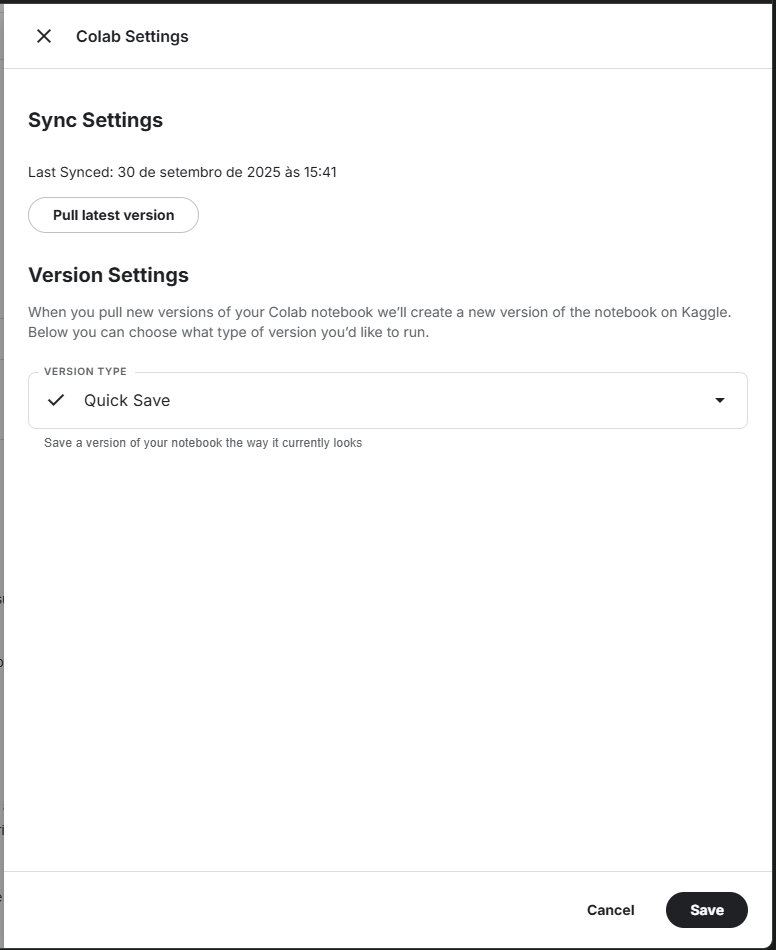 Colab Settings
Sync Settings
Last Synced: 30 de setembro de 2025 às 15:41
Pull latest version
Version Settings
When you pull new versions of your Colab notebook we’ll create a new version of the notebook on Kaggle.
Below you can choose what type of version you’d like to run.
VERSION TYPE
Quick Save
Save a version of your notebook the way it currently looks
Cancel
Save